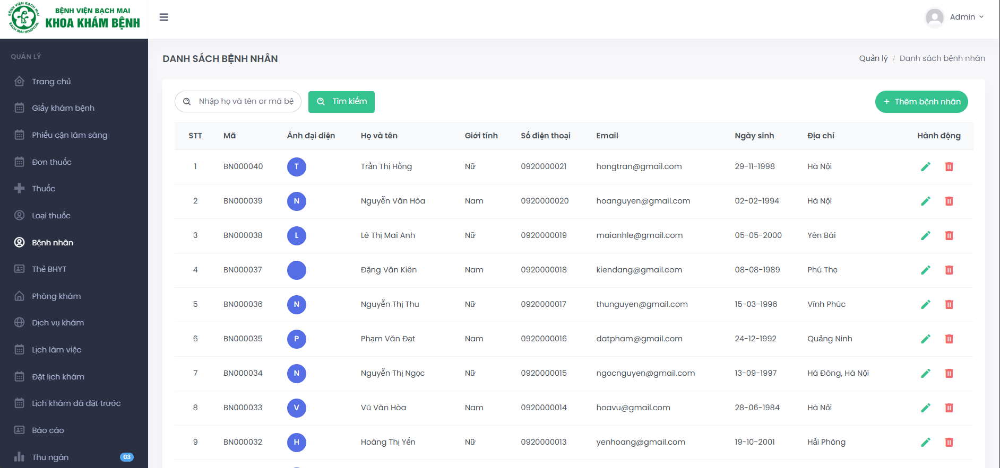 BỆNH VIỆN BẠCH MAI
BACH MAI HOSPITAL
BỆNH VIỆN BẠCH MAI
KHOA KHÁM BỆNH
Admin
QUẢN LÝ
Trang chủ
Giấy khám bệnh
Phiếu cận lâm sàng
Đơn thuốc
Thuốc
Loại thuốc
Bệnh nhân
Thẻ BHYT
Phòng khám
Dịch vụ khám
Lịch làm việc
Đặt lịch khám
Lịch khám đã đặt trước
Báo cáo
Thu ngân 03
DANH SÁCH BỆNH NHÂN
Quản lý / Danh sách bệnh nhân
Nhập họ và tên or mã bệ
Tìm kiếm
+ Thêm bệnh nhân
STT Mã Ảnh đại diện Họ và tên Giới tính Số điện thoại Email Ngày sinh Địa chỉ Hành động
1 BN000040 T Trần Thị Hồng Nữ 0920000021 hongtran@gmail.com 29-11-1998 Hà Nội
2 BN000039 N Nguyễn Văn Hòa Nam 0920000020 hoanguyen@gmail.com 02-02-1994 Hà Nội
3 BN000038 L Lê Thị Mai Anh Nữ 0920000019 maianhle@gmail.com 05-05-2000 Yên Bái
4 BN000037 Đặng Văn Kiên Nam 0920000018 kiendang@gmail.com 08-08-1989 Phú Thọ
5 BN000036 N Nguyễn Thị Thu Nữ 0920000017 thunguyen@gmail.com 15-03-1996 Vĩnh Phúc
6 BN000035 P Phạm Văn Đạt Nam 0920000016 datpham@gmail.com 24-12-1992 Quảng Ninh
7 BN000034 N Nguyễn Thị Ngọc Nữ 0920000015 ngocnguyen@gmail.com 13-09-1997 Hà Đông, Hà Nội
8 BN000033 V Vũ Văn Hòa Nam 0920000014 hoavu@gmail.com 28-06-1984 Hà Nội
9 BN000032 H Hoàng Thị Yến Nữ 0920000013 yenhoang@gmail.com 19-10-2001 Hải Phòng